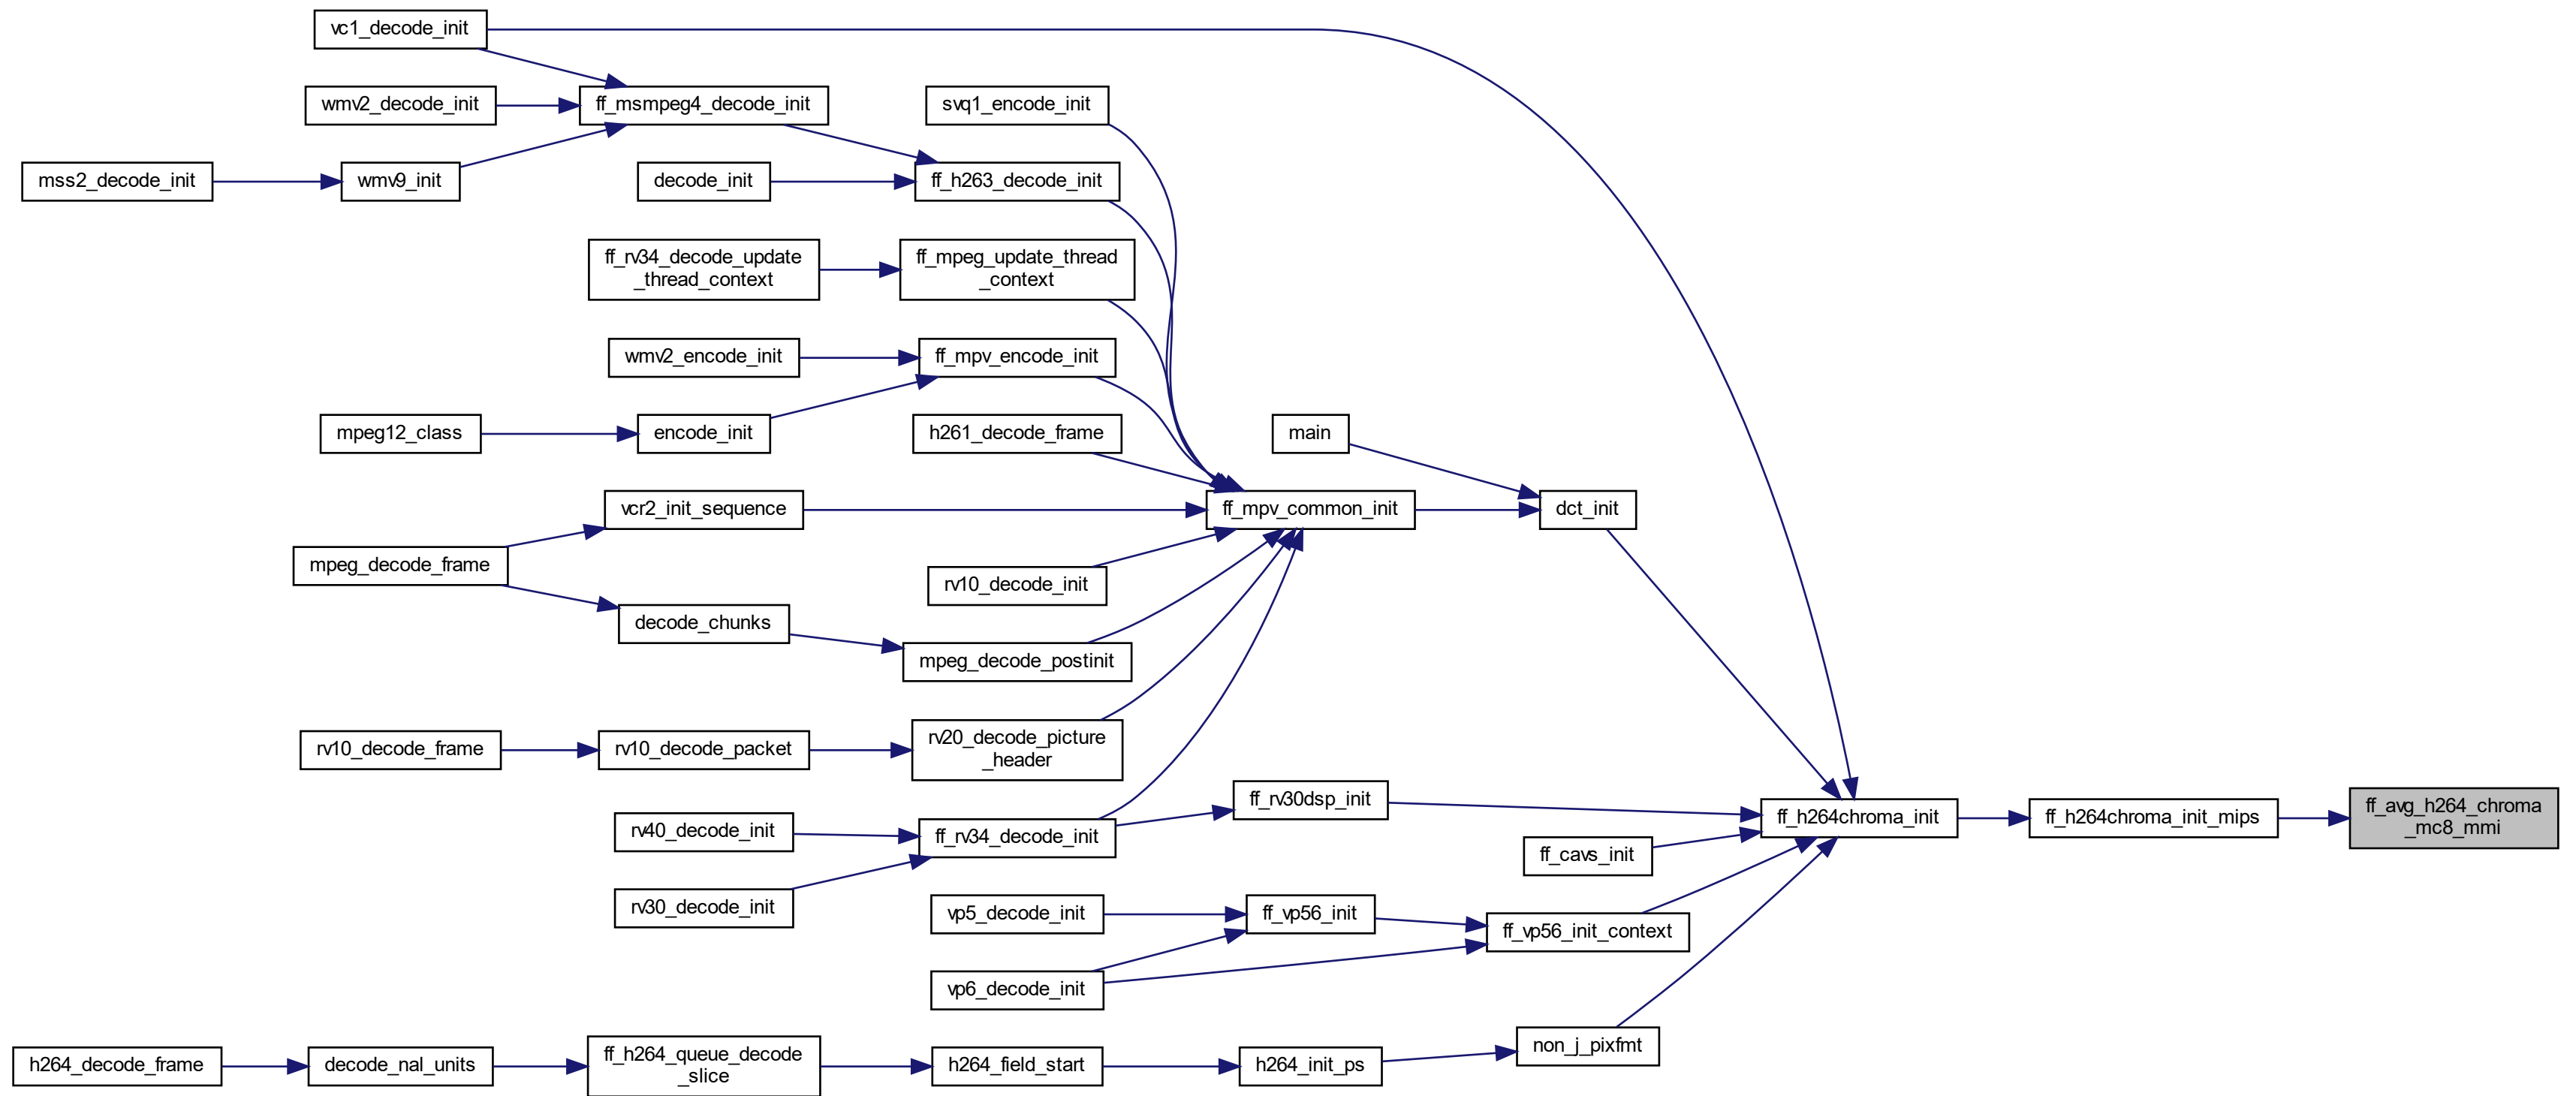 vc1_decode_init
wmv2_decode_init
ff_msmpeg4_decode_init
svq1_encode_init
mss2_decode_init
wmv9_init
decode_init
ff_h263_decode_init
ff_rv34_decode_update
_thread_context
ff_mpeg_update_thread
_context
wmv2_encode_init
ff_mpv_encode_init
mpeg12_class
encode_init
h261_decode_frame
main
vcr2_init_sequence
ff_mpv_common_init
dct_init
mpeg_decode_frame
rv10_decode_init
decode_chunks
mpeg_decode_postinit
rv10_decode_frame
rv10_decode_packet
rv20_decode_picture
_header
rv40_decode_init
ff_rv34_decode_init
ff_rv30dsp_init
ff_cavs_init
ff_h264chroma_init
ff_h264chroma_init_mips
ff_avg_h264_chroma
_mc8_mmi
rv30_decode_init
vp5_decode_init
ff_vp56_init
ff_vp56_init_context
vp6_decode_init
h264_decode_frame
decode_nal_units
ff_h264_queue_decode
_slice
h264_field_start
h264_init_ps
non_j_pixfmt